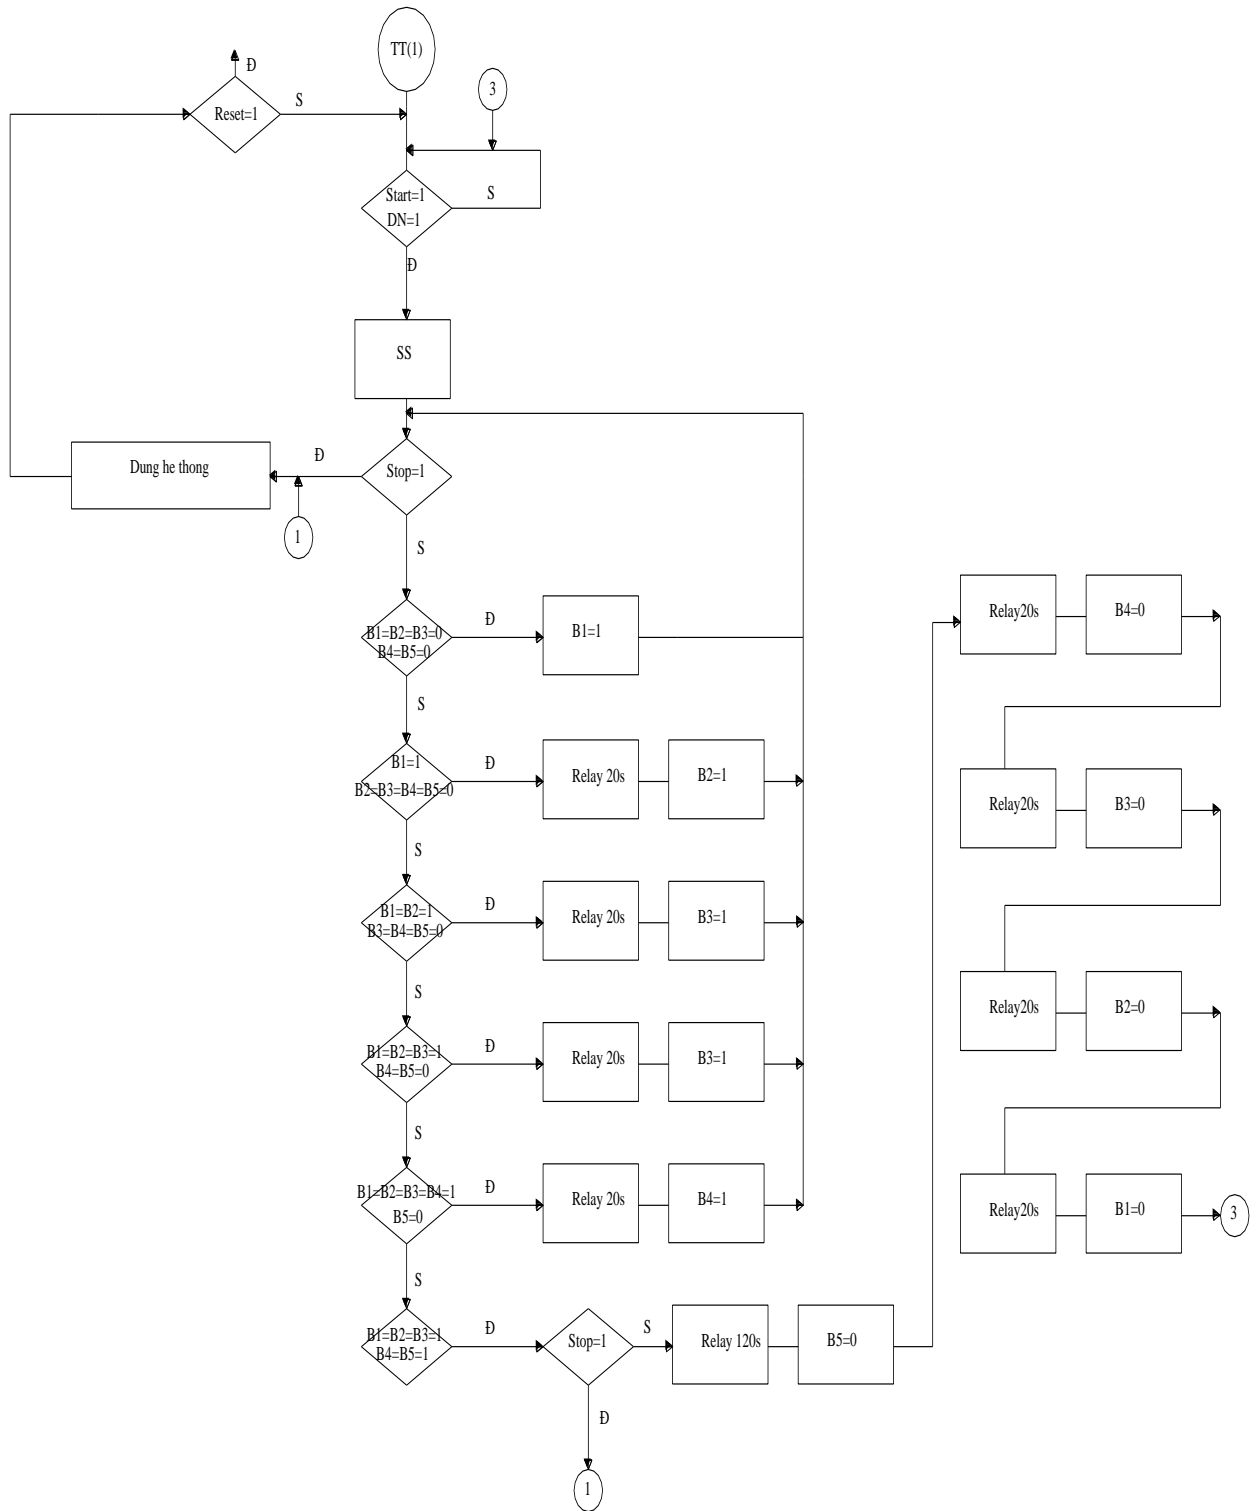 TT(1)
Đ
3
S
Reset=1
Start=1
S
DN=1
Đ
SS
Đ
Dung he thong
Stop=1
1
S
Đ
B1=B2=B3=0
B4=B5=0
B1=1
Relay20s
B4=0
S
B1=1
B2=B3=B4=B5=0
Đ
Relay 20s
B2=1
Relay20s
B3=0
S
B1=B2=1
B3=B4=B5=0
Đ
Relay 20s
B3=1
S
Relay20s
B2=0
B1=B2=B3=1
B4=B5=0
Đ
Relay 20s
B3=1
S
B1=B2=B3=B4=1
B5=0
Đ
Relay 20s
B4=1
Relay20s
B1=0
3
S
B1=B2=B3=1
B4=B5=1
Đ
Stop=1
S
Relay 120s
B5=0
Đ
1